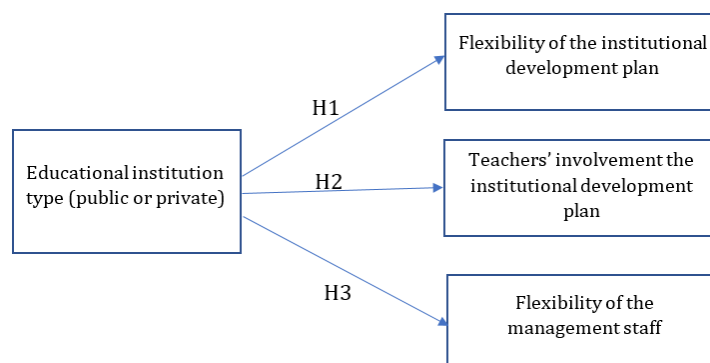 Flexibility of the institutional
development plan
H1
Educational institution
type (public or private)
H2
Teachers’ involvement the
institutional development
plan
H3
Flexibility of the
management staff